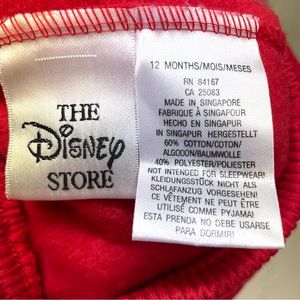 THE
Disney
STORE
12 MONTHS/MOIS/MESES
RN 84167
CA 25083
MADE IN SINGAPORE
FABRIQUE À SINGAPOUR
HECHO EN SINGAPUR
IN SINGAPUR HERGESTELLT
60% COTTON/COTON/
ALGODON/BAUMWOLLE
40% POLYESTER/POLIESTER
NOT INTENDED FOR SLEEPWEAR!
KLEIDUNGSSTÜCK NICHT ALS
SCHLAFANZUG VORGESEHEN!
CE VÊTEMENT NE PEUT ÊTRE
UTILISÉ COMME PYJAMA!
ESTA PRENDA NO DEBE USARSE
PARA DORMIR!